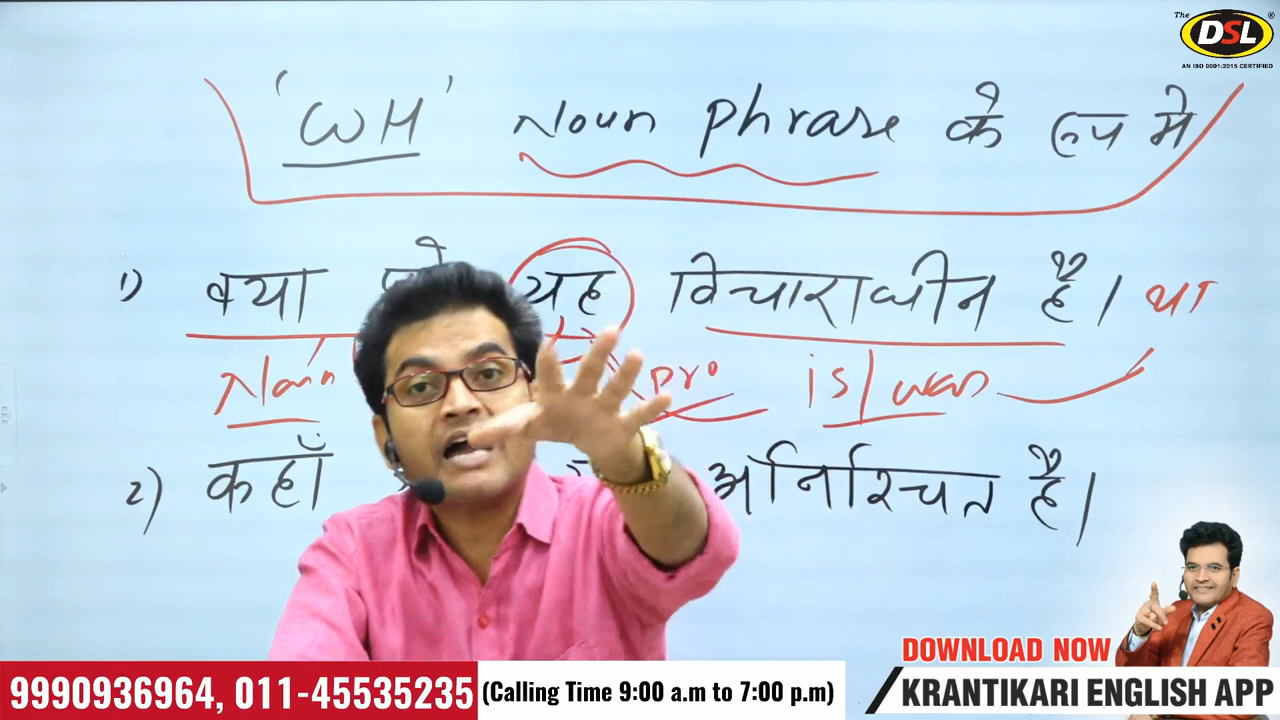 The DSL ®
AN ISO 9001:2015 CERTIFIED
'WH' Noun phrase के रूप मे
1) क्या यह विचाराधीन है। था
Noun pro is/was
2) कहाँ अनिश्चित है।
DOWNLOAD NOW
9990936964, 011-45535235 (Calling Time 9:00 a.m to 7:00 p.m) KRANTIKARI ENGLISH APP